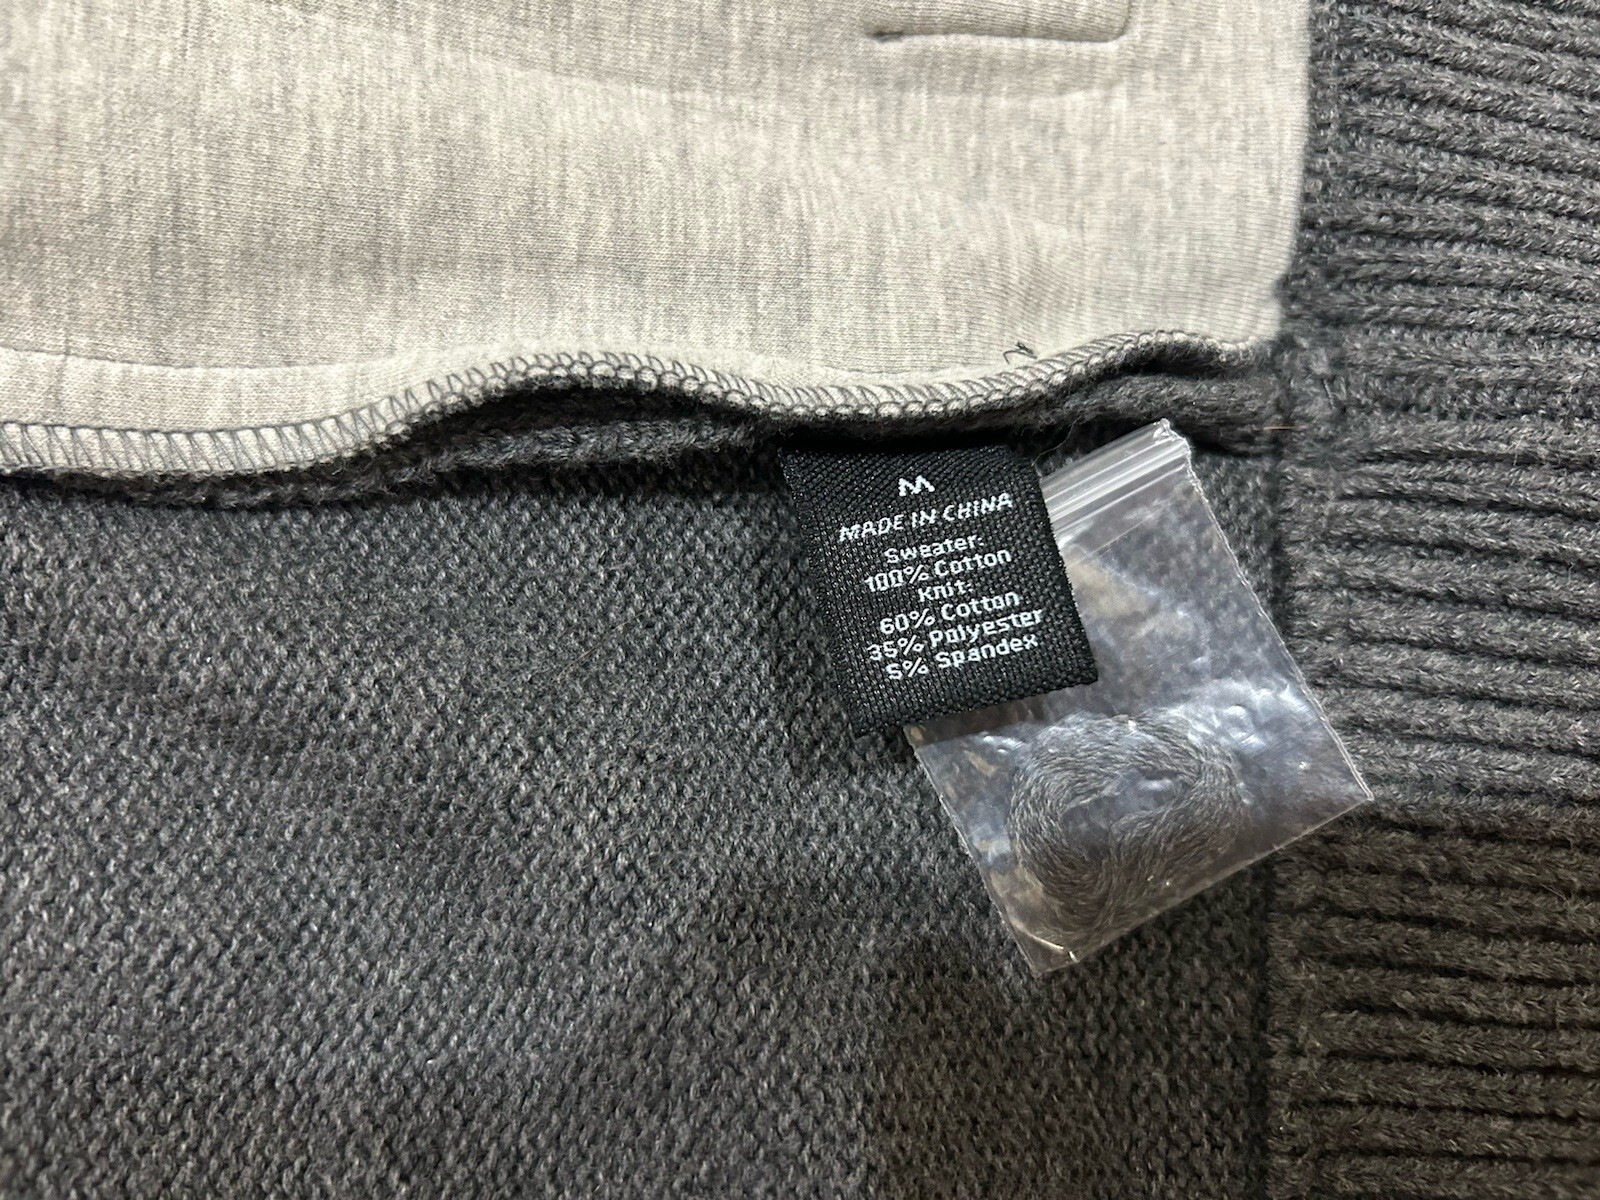 M
MADE IN CHINA
Sweater:
100% Cotton
Knit:
60% Cotton
35% Polyester
5% Spandex